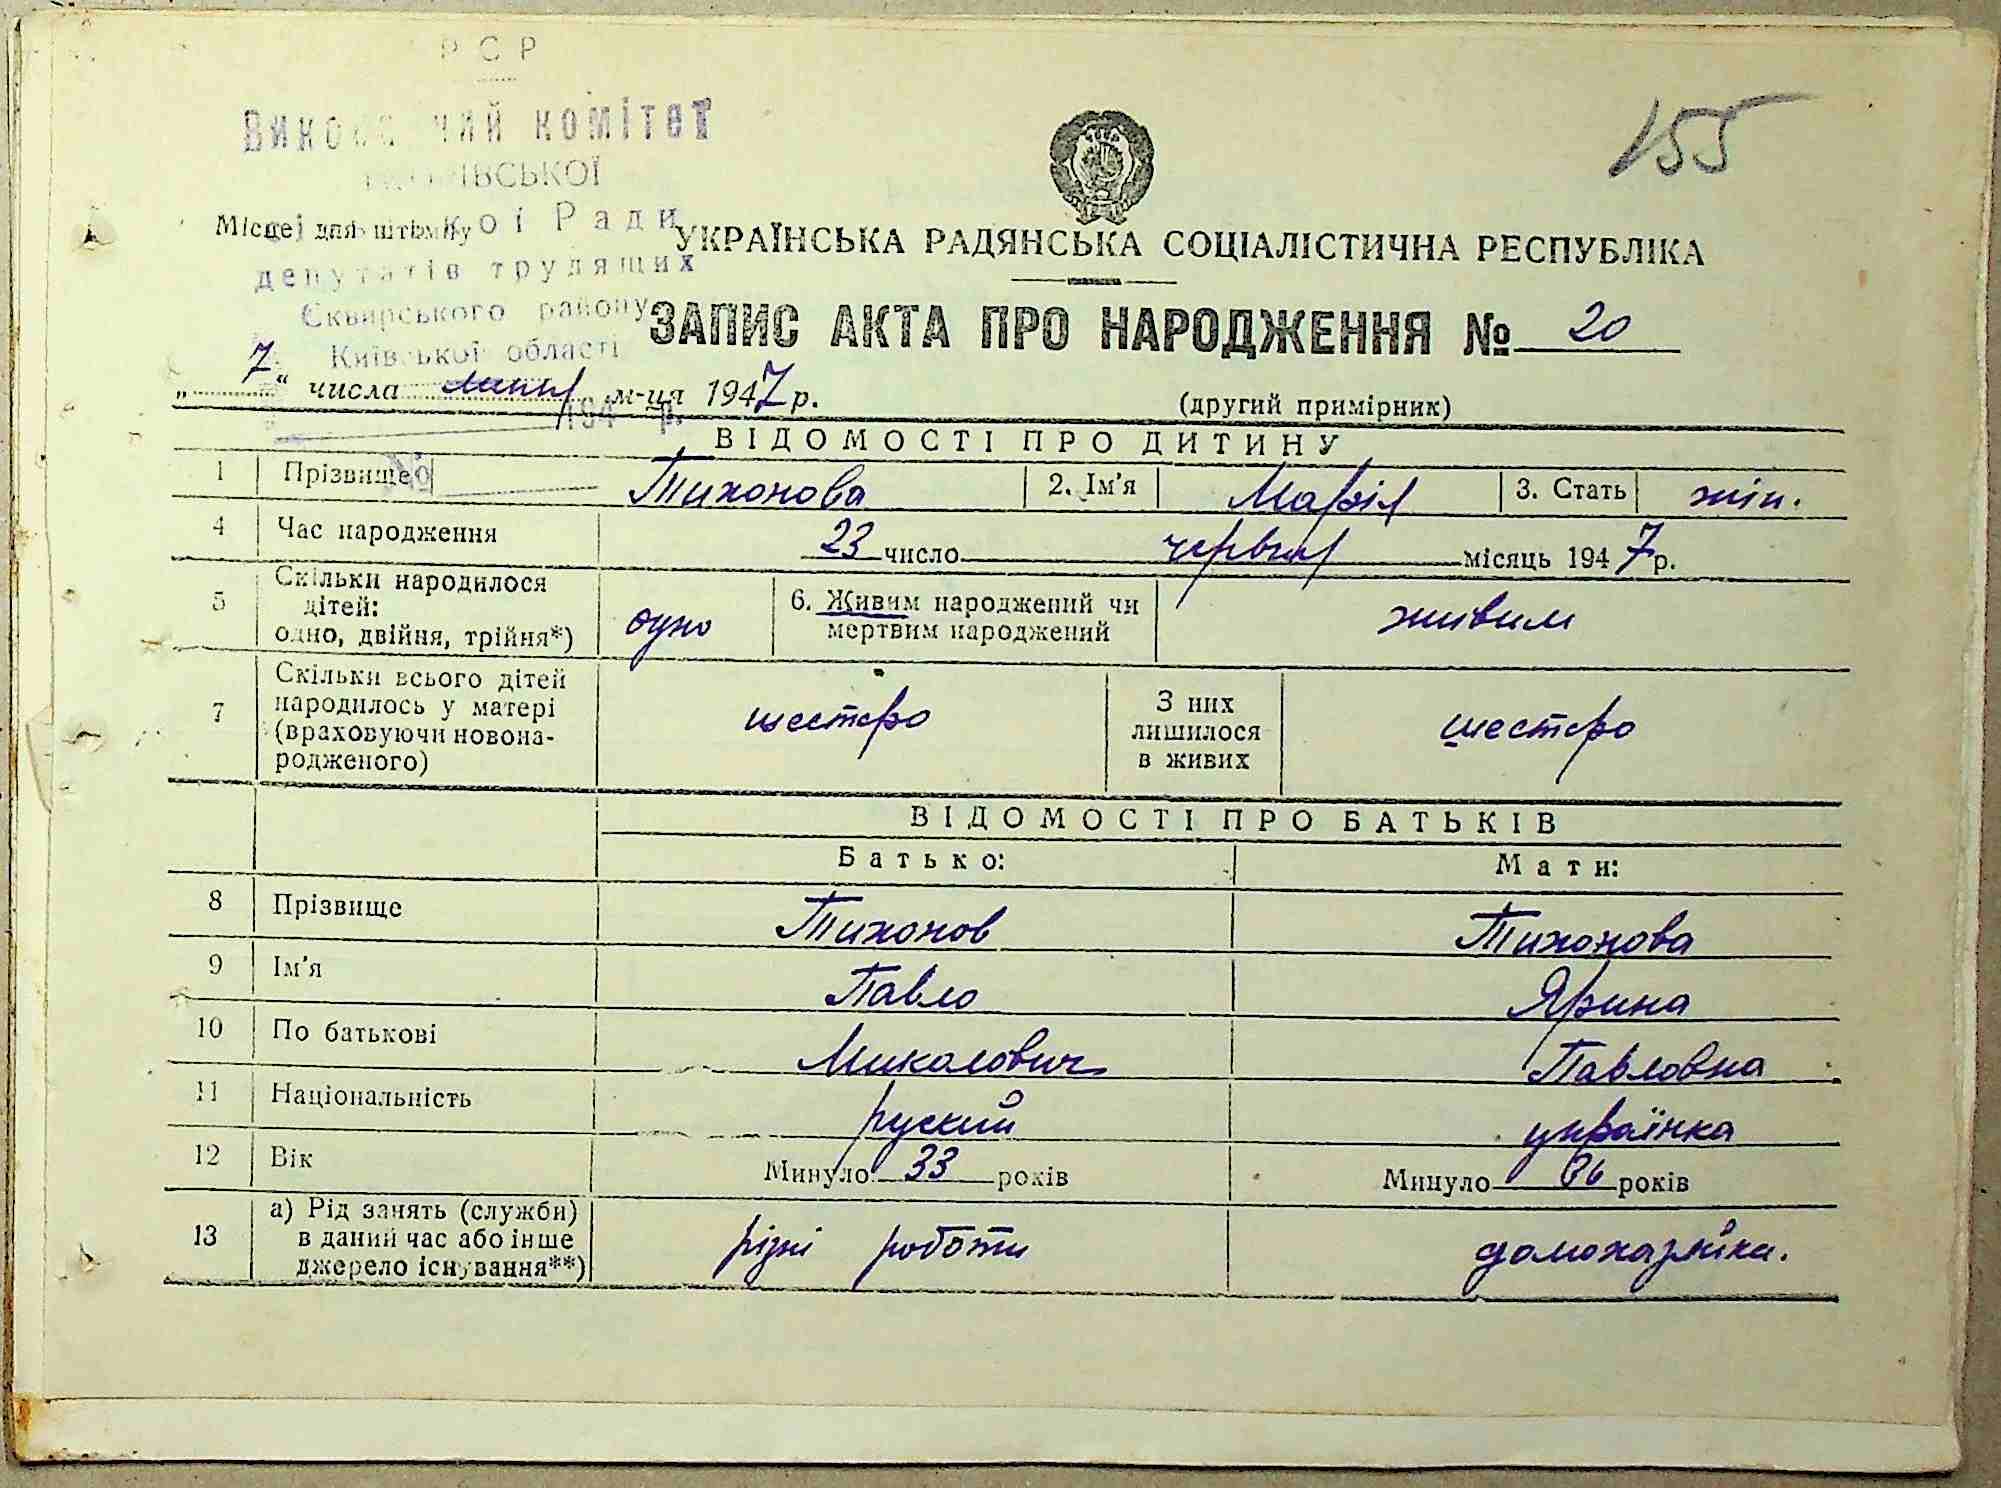 РСР
комітет
Місце для штампу
ої Ради
депутатів трудящих
Сквирського району
Київської області
194 р.
№
155
УКРАЇНСЬКА РАДЯНСЬКА СОЦІАЛІСТИЧНА РЕСПУБЛІКА
ЗАПИС АКТА ПРО НАРОДЖЕННЯ № 20
„7“ числа липня м-ця 1947 р.
(другий примірник)
ВІДОМОСТІ ПРО ДИТИНУ
1 Прізвище Тихонова 2. Ім'я Марія 3. Стать жін.
4 Час народження 23 число червня місяць 1947 р.
5 Скільки народилося дітей: одно, двійня, трійня*) одно 6. Живим народжений чи мертвим народжений живим
7 Скільки всього дітей народилось у матері (враховуючи новонародженого) шестеро З них лишилося в живих шестеро
ВІДОМОСТІ ПРО БАТЬКІВ
Батько: Мати:
8 Прізвище Тихонов Тихонова
9 Ім'я Павло Ярина
10 По батькові Миколович Павловна
11 Національність руский українка
12 Вік Минуло 33 років Минуло 36 років
13 а) Рід занять (служби) в даний час або інше джерело існування**) різні роботи домохазяйка.